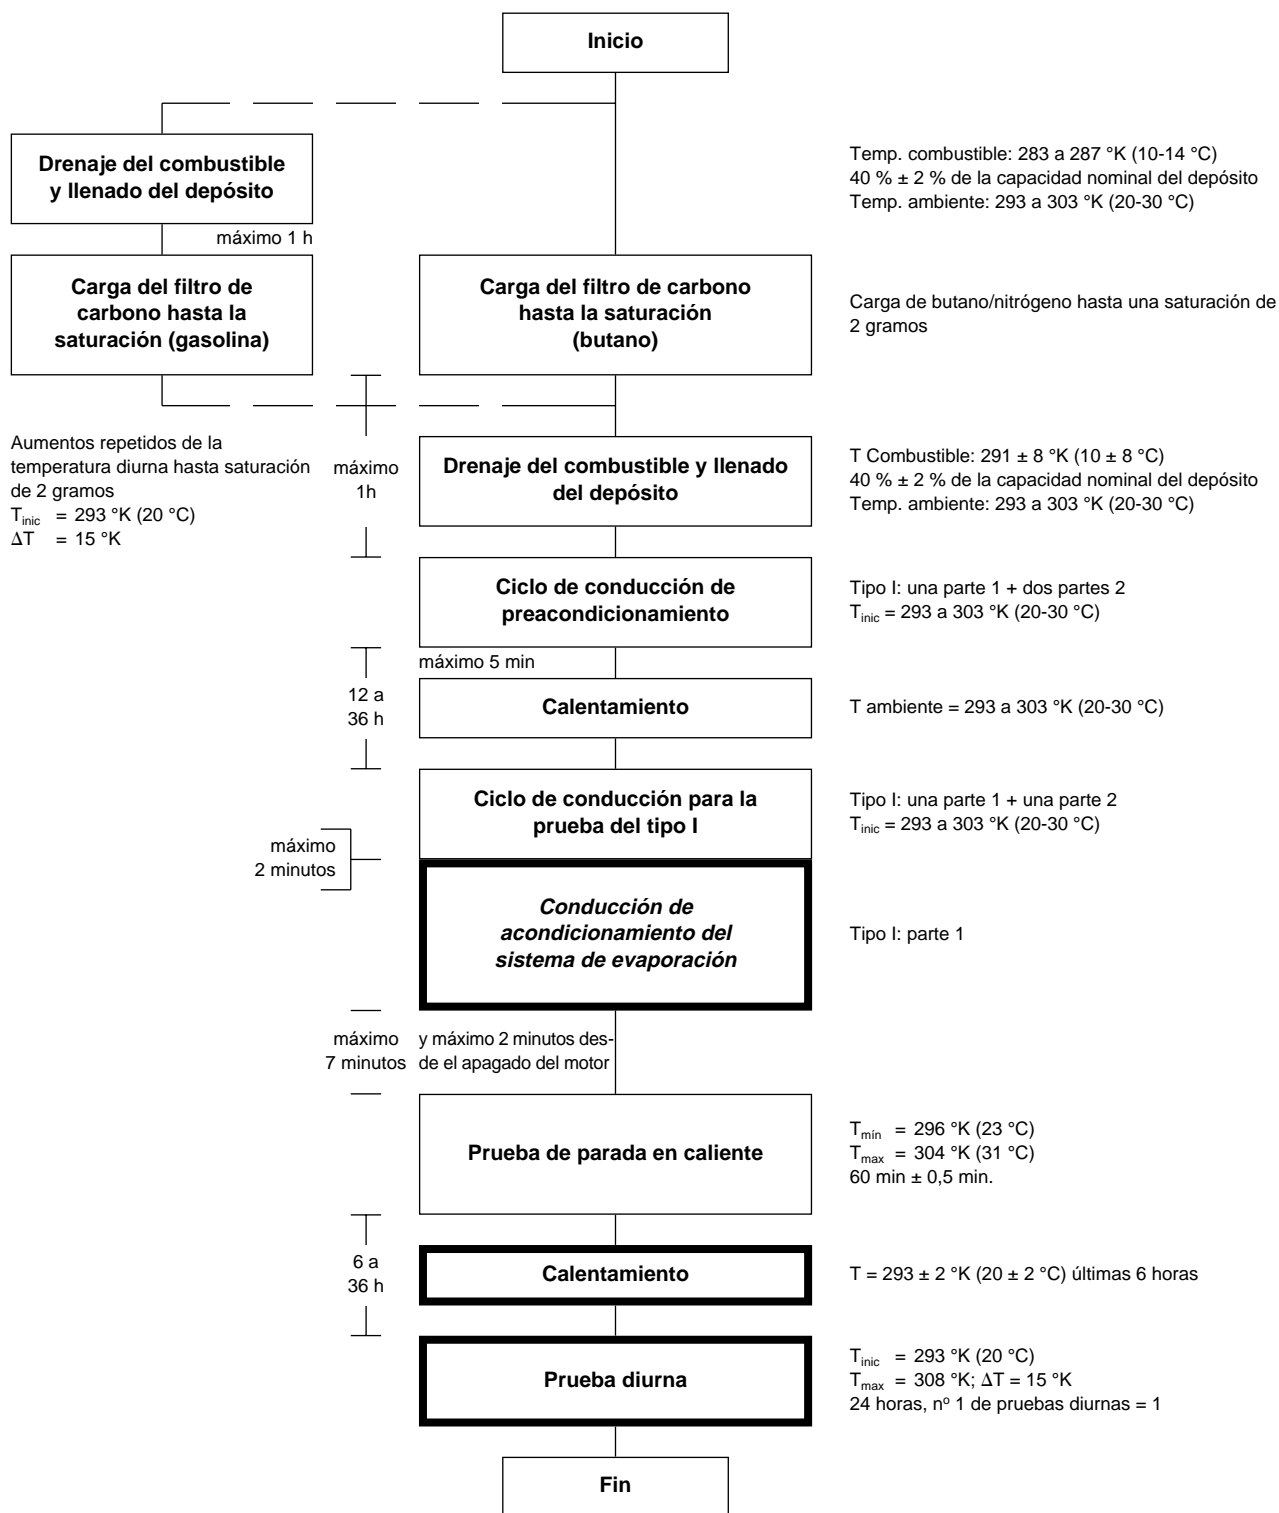 Inicio
Drenaje del combustible
y llenado del depósito
Temp. combustible: 283 a 287 °K (10-14 °C)
40 % ± 2 % de la capacidad nominal del depósito
Temp. ambiente: 293 a 303 °K (20-30 °C)
máximo 1 h
Carga del filtro de
carbono hasta la
saturación (gasolina)
Carga del filtro de carbono
hasta la saturación
(butano)
Carga de butano/nitrógeno hasta una saturación de
2 gramos
Aumentos repetidos de la
temperatura diurna hasta saturación
de 2 gramos
Tinic = 293 °K (20 °C)
ΔT = 15 °K
máximo
1h
Drenaje del combustible y llenado
del depósito
T Combustible: 291 ± 8 °K (10 ± 8 °C)
40 % ± 2 % de la capacidad nominal del depósito
Temp. ambiente: 293 a 303 °K (20-30 °C)
Ciclo de conducción de
preacondicionamiento
Tipo I: una parte 1 + dos partes 2
Tinic = 293 a 303 °K (20-30 °C)
máximo 5 min
12 a
36 h
Calentamiento
T ambiente = 293 a 303 °K (20-30 °C)
Ciclo de conducción para la
prueba del tipo I
Tipo I: una parte 1 + una parte 2
Tinic = 293 a 303 °K (20-30 °C)
máximo
2 minutos
Conducción de
acondicionamiento del
sistema de evaporación
Tipo I: parte 1
máximo
7 minutos
y máximo 2 minutos des-
de el apagado del motor
Prueba de parada en caliente
Tmín = 296 °K (23 °C)
Tmax = 304 °K (31 °C)
60 min ± 0,5 min.
6 a
36 h
Calentamiento
T = 293 ± 2 °K (20 ± 2 °C) últimas 6 horas
Prueba diurna
Tinic = 293 °K (20 °C)
Tmax = 308 °K; ΔT = 15 °K
24 horas, nº 1 de pruebas diurnas = 1
Fin